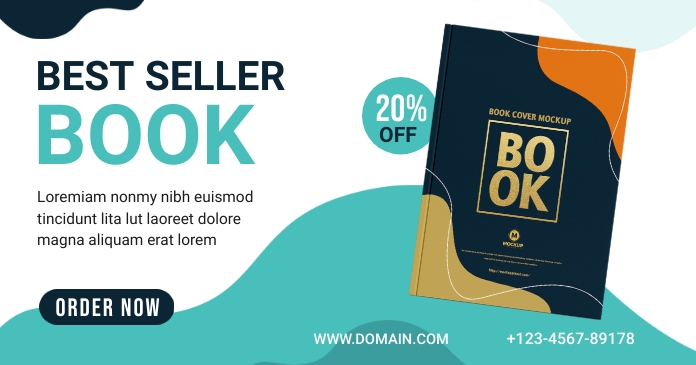 BEST SELLER
BOOK
Loremiam nonmy nibh euismod
tincidunt lita lut laoreet dolore
magna aliquam erat lorem
ORDER NOW
20%
OFF
BOOK COVER MOCKUP
BO
OK
M
MOCKUP
WWW.DOMAIN.COM
+123-4567-89178